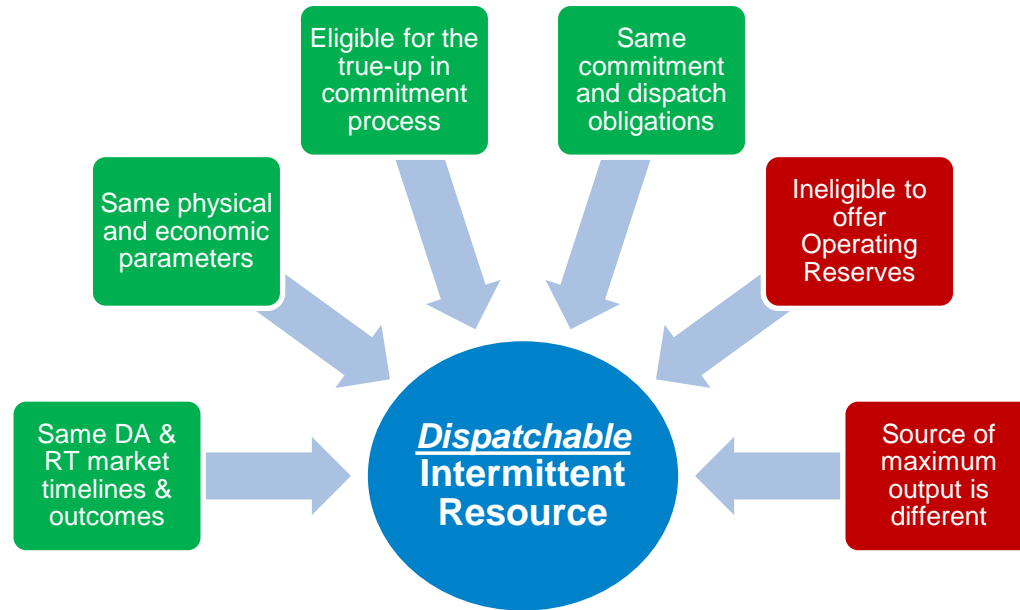 Eligible for the
true-up in
commitment
process
Same
commitment
and dispatch
obligations
Same physical
and economic
parameters
Ineligible to
offer
Operating
Reserves
Same DA &
RT market
timelines &
outcomes
Dispatchable
Intermittent
Resource
Source of
maximum
output is
different